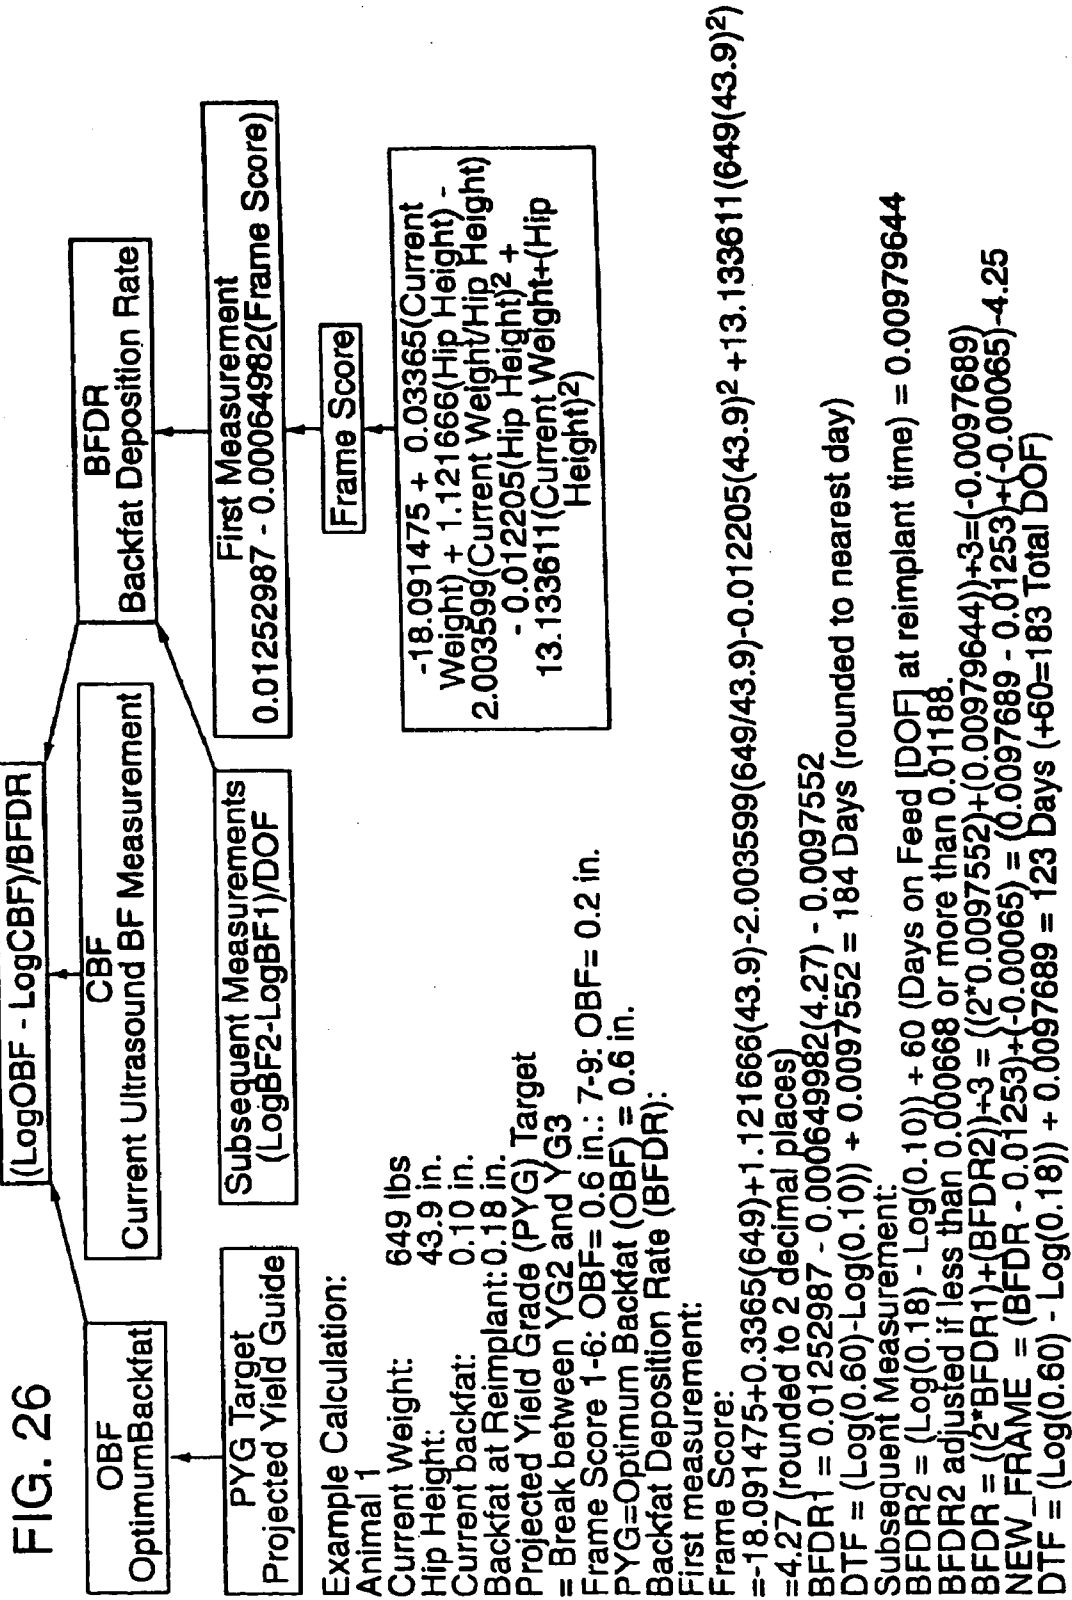 FIG. 26
(LogOBF - LogCBF)/BFDR
OBF
OptimumBackfat
CBF
Current Ultrasound BF Measurement
BFDR
Backfat Deposition Rate
PYG Target
Projected Yield Guide
Subsequent Measurements
(LogBF2-LogBF1)/DOF
First Measurement
0.01252987 - 0.00064982(Frame Score)
Frame Score
-18.091475 + 0.03365(Current
Weight) + 1.121666(Hip Height) -
2.003599(Current Weight/Hip Height)
- 0.012205(Hip Height)² +
13.133611(Current Weight+(Hip
Height)²)
Example Calculation:
Animal 1
Current Weight: 649 lbs
Hip Height: 43.9 in.
Current backfat: 0.10 in.
Backfat at Reimplant: 0.18 in.
Projected Yield Grade (PYG) Target
= Break between YG2 and YG3
Frame Score 1-6: OBF= 0.6 in.: 7-9: OBF= 0.2 in.
PYG=Optimum Backfat (OBF) = 0.6 in.
Backfat Deposition Rate (BFDR):
First measurement:
Frame Score:
=-18.091475+0.3365(649)+1.121666(43.9)-2.003599(649/43.9)-0.012205(43.9)² +13.133611(649(43.9)²)
=4.27 (rounded to 2 decimal places)
BFDR1 = 0.01252987 - 0.000649982(4.27) - 0.0097552
DTF = (Log(0.60)-Log(0.10)) + 0.0097552 = 184 Days (rounded to nearest day)
Subsequent Measurement:
BFDR2 = (Log(0.18) - Log(0.10)) + 60 (Days on Feed [DOF] at reimplant time) = 0.00979644
BFDR2 adjusted if less than 0.000668 or more than 0.01188.
BFDR = ((2*BFDR1)+(BFDR2))+3 = ((2*0.0097552)+(0.00979644))+3=(-0.0097689)
NEW_FRAME = (BFDR - 0.01253)+(-0.00065) = (0.0097689 - 0.01253)+(-0.00065)-4.25
DTF = (Log(0.60) - Log(0.18)) + 0.0097689 = 123 Days (+60=183 Total DOF)